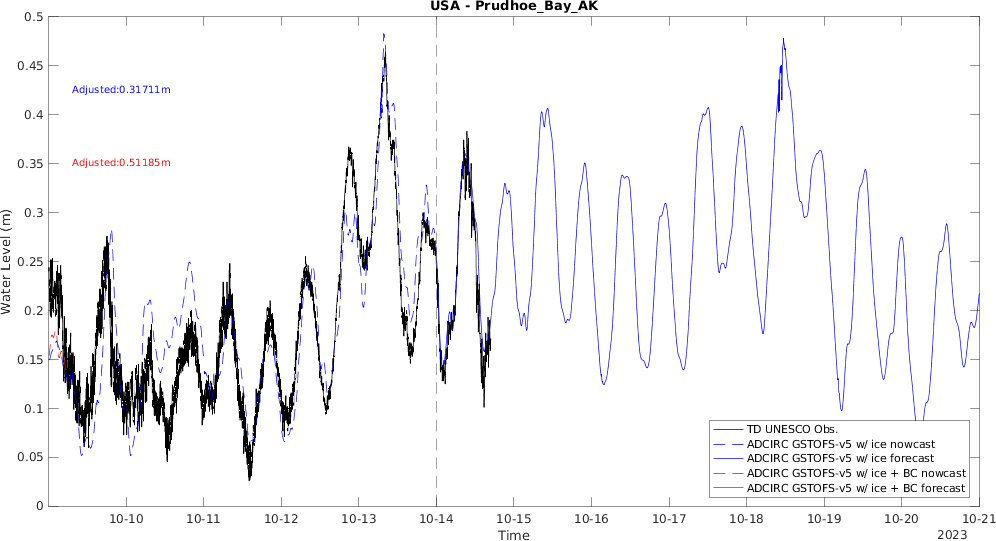 USA - Prudhoe_Bay_AK
0.5
0.45
0.4
0.35
0.3
0.25
0.2
0.15
0.1
0.05
0
Water Level (m)
Adjusted:0.31711m
Adjusted:0.51185m
TD UNESCO Obs.
ADCIRC GSTOFS-v5 w/ ice nowcast
ADCIRC GSTOFS-v5 w/ ice forecast
ADCIRC GSTOFS-v5 w/ ice + BC nowcast
ADCIRC GSTOFS-v5 w/ ice + BC forecast
10-10 10-11 10-12 10-13 10-14 10-15 10-16 10-17 10-18 10-19 10-20 10-21
Time
2023